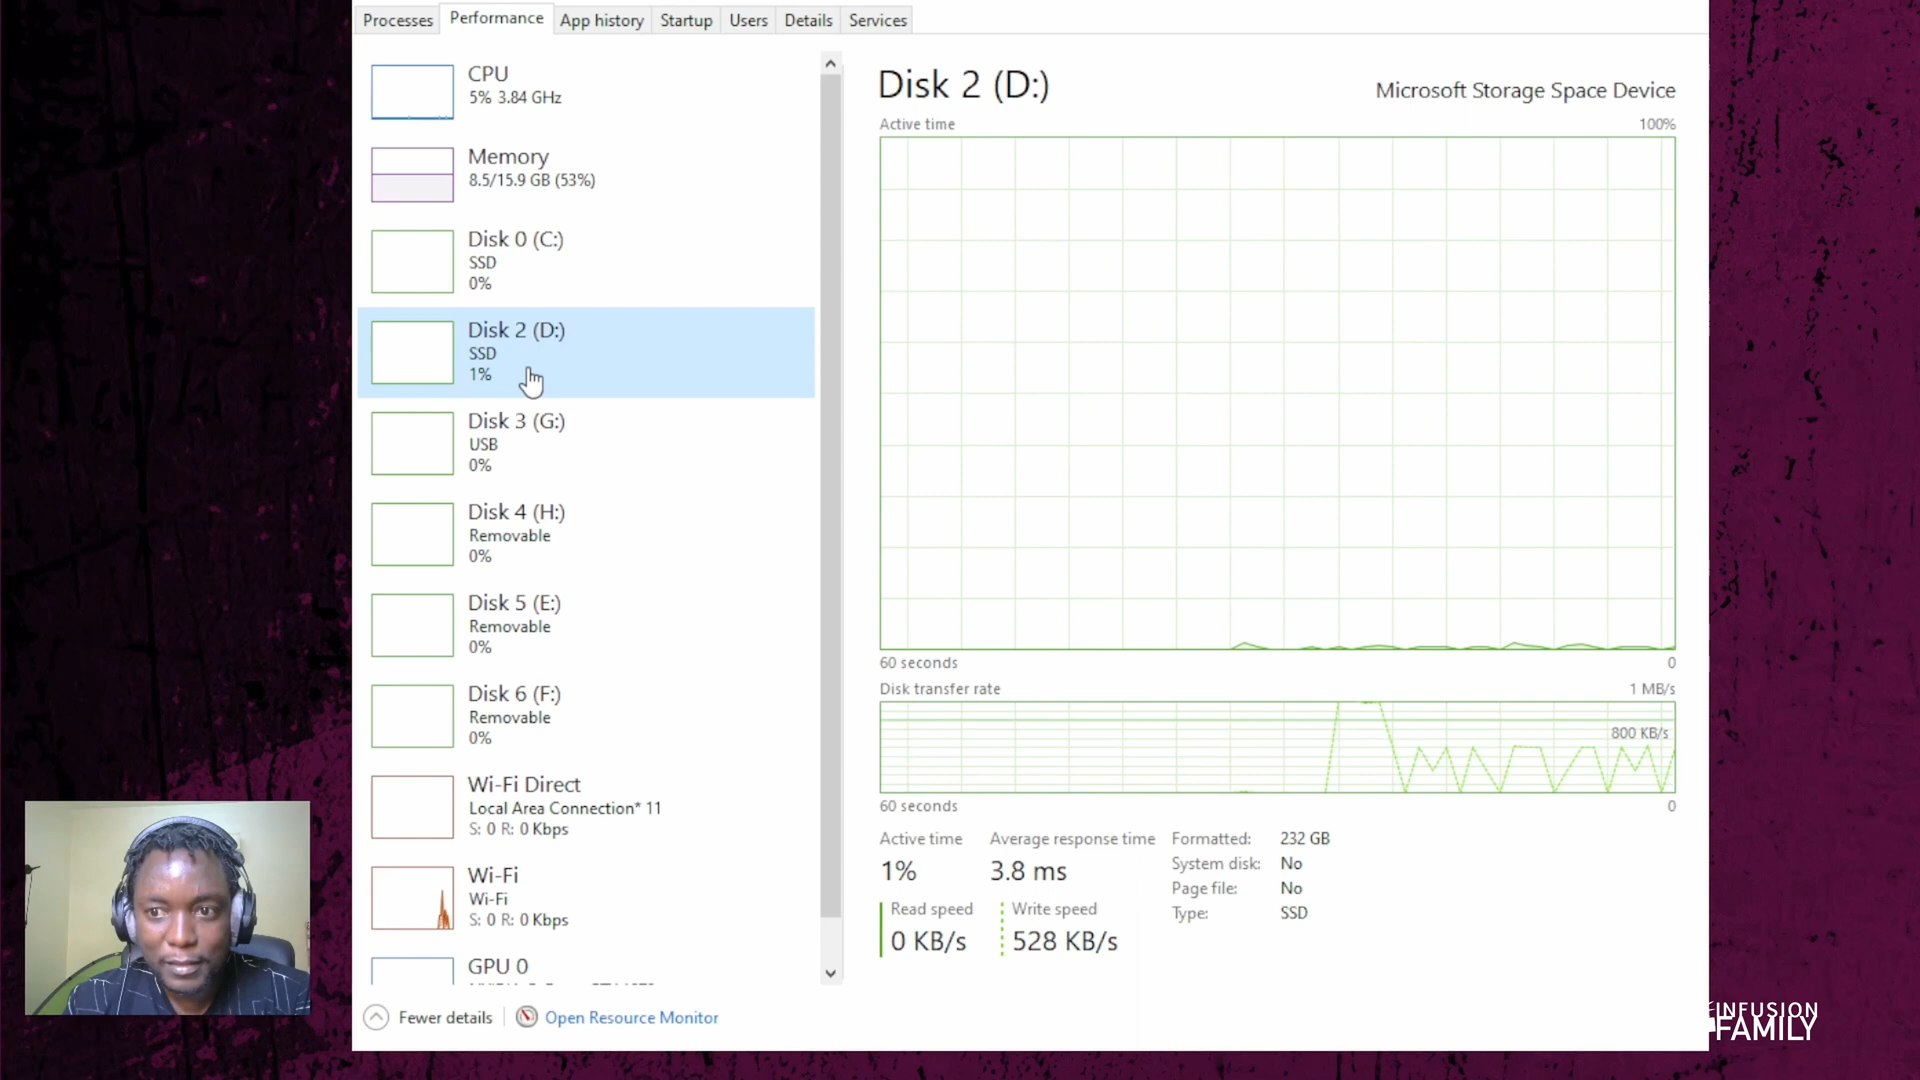 Processes
Performance
App history
Startup
Users
Details
Services
CPU
5% 3.84 GHz
Memory
8.5/15.9 GB (53%)
Disk 0 (C:)
SSD
0%
Disk 2 (D:)
SSD
1%
Disk 3 (G:)
USB
0%
Disk 4 (H:)
Removable
0%
Disk 5 (E:)
Removable
0%
Disk 6 (F:)
Removable
0%
Wi-Fi Direct
Local Area Connection* 11
S: 0 R: 0 Kbps
Wi-Fi
Wi-Fi
S: 0 R: 0 Kbps
GPU 0
Fewer details
Open Resource Monitor
Disk 2 (D:)
Microsoft Storage Space Device
Active time 100%
60 seconds 0
Disk transfer rate 1 MB/s
800 KB/s
60 seconds 0
Active time
1%
Average response time
3.8 ms
Read speed
0 KB/s
Write speed
528 KB/s
Formatted: 232 GB
System disk: No
Page file: No
Type: SSD
INFUSION
FAMILY